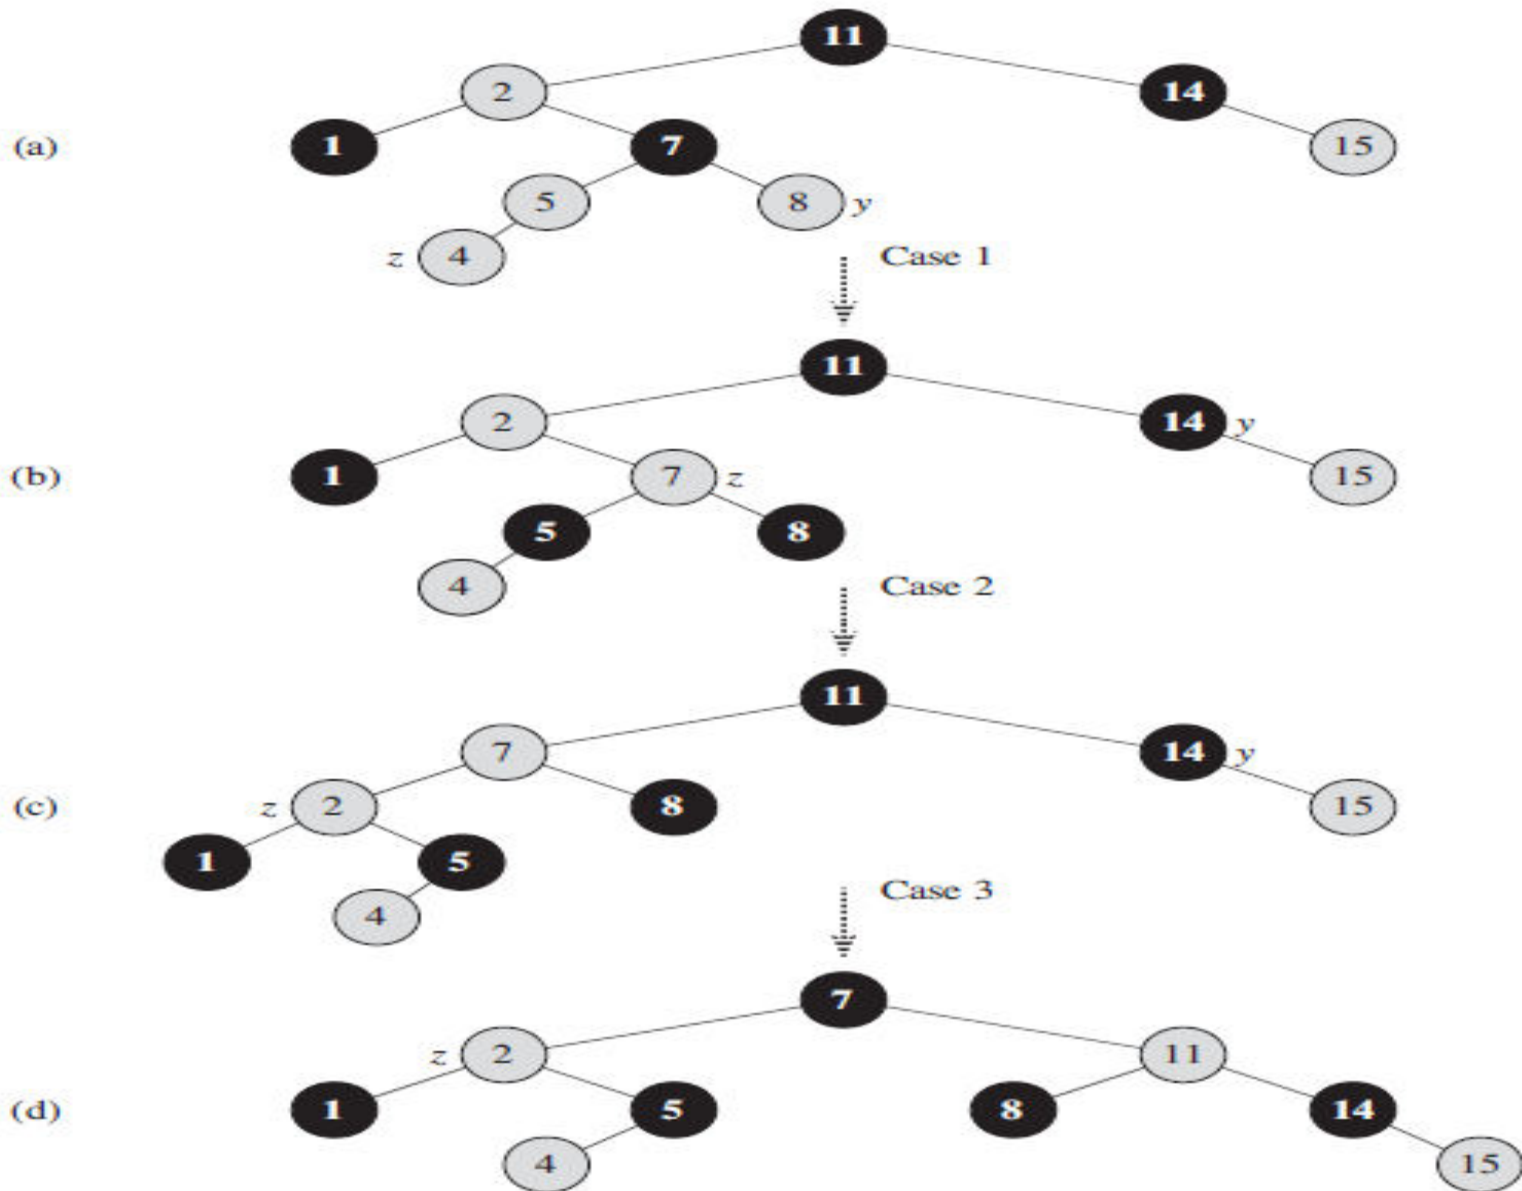 11
2 14
(a) 1 7 15
5 8 y
z 4 Case 1
11
2 14 y
(b) 1 7 z 15
5 8
4 Case 2
11
7 14 y
(c) z 2 8 15
1 5
Case 3
4
7
z 2 11
(d) 1 5 8 14
4 15